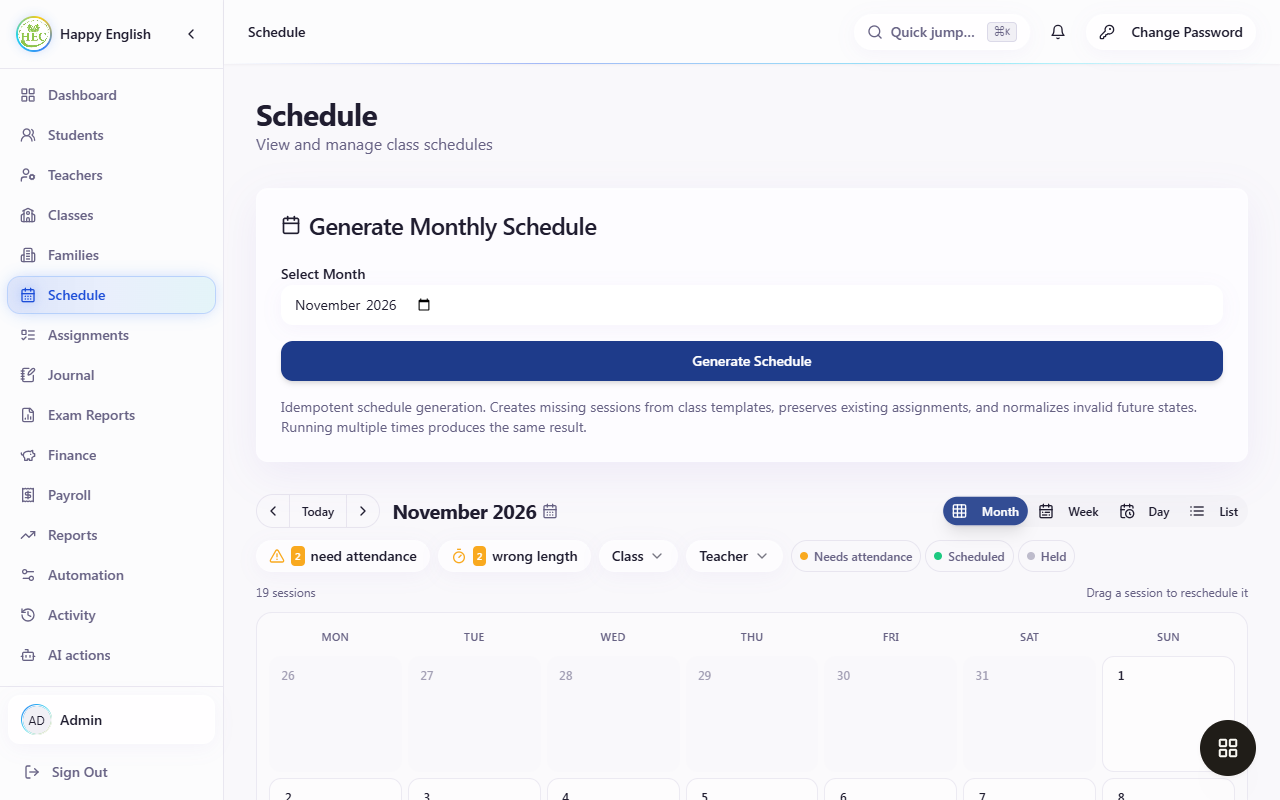 HEC
Happy English
Dashboard
Students
Teachers
Classes
Families
Schedule
Assignments
Journal
Exam Reports
Finance
Payroll
Reports
Automation
Activity
AI actions
AD Admin
Sign Out
Schedule
Quick jump... ⌘K
Change Password
Schedule
View and manage class schedules
Generate Monthly Schedule
Select Month
November 2026
Generate Schedule
Idempotent schedule generation. Creates missing sessions from class templates, preserves existing assignments, and normalizes invalid future states.
Running multiple times produces the same result.
Today November 2026 Month Week Day List
2 need attendance 2 wrong length Class Teacher Needs attendance Scheduled Held
19 sessions Drag a session to reschedule it
MON TUE WED THU FRI SAT SUN
26 27 28 29 30 31 1
2 3 4 5 6 7 8